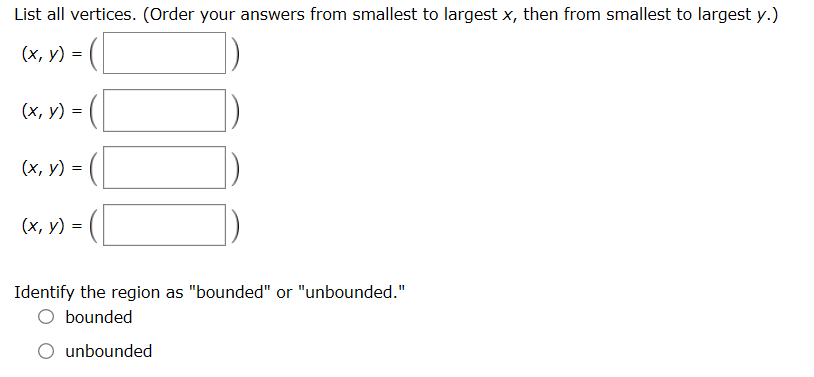 List all vertices. (Order your answers from smallest to largest x, then from smallest to largest y.)
(x, y) = ( )
(x, y) = ( )
(x, y) = ( )
(x, y) = ( )
Identify the region as "bounded" or "unbounded."
bounded
unbounded